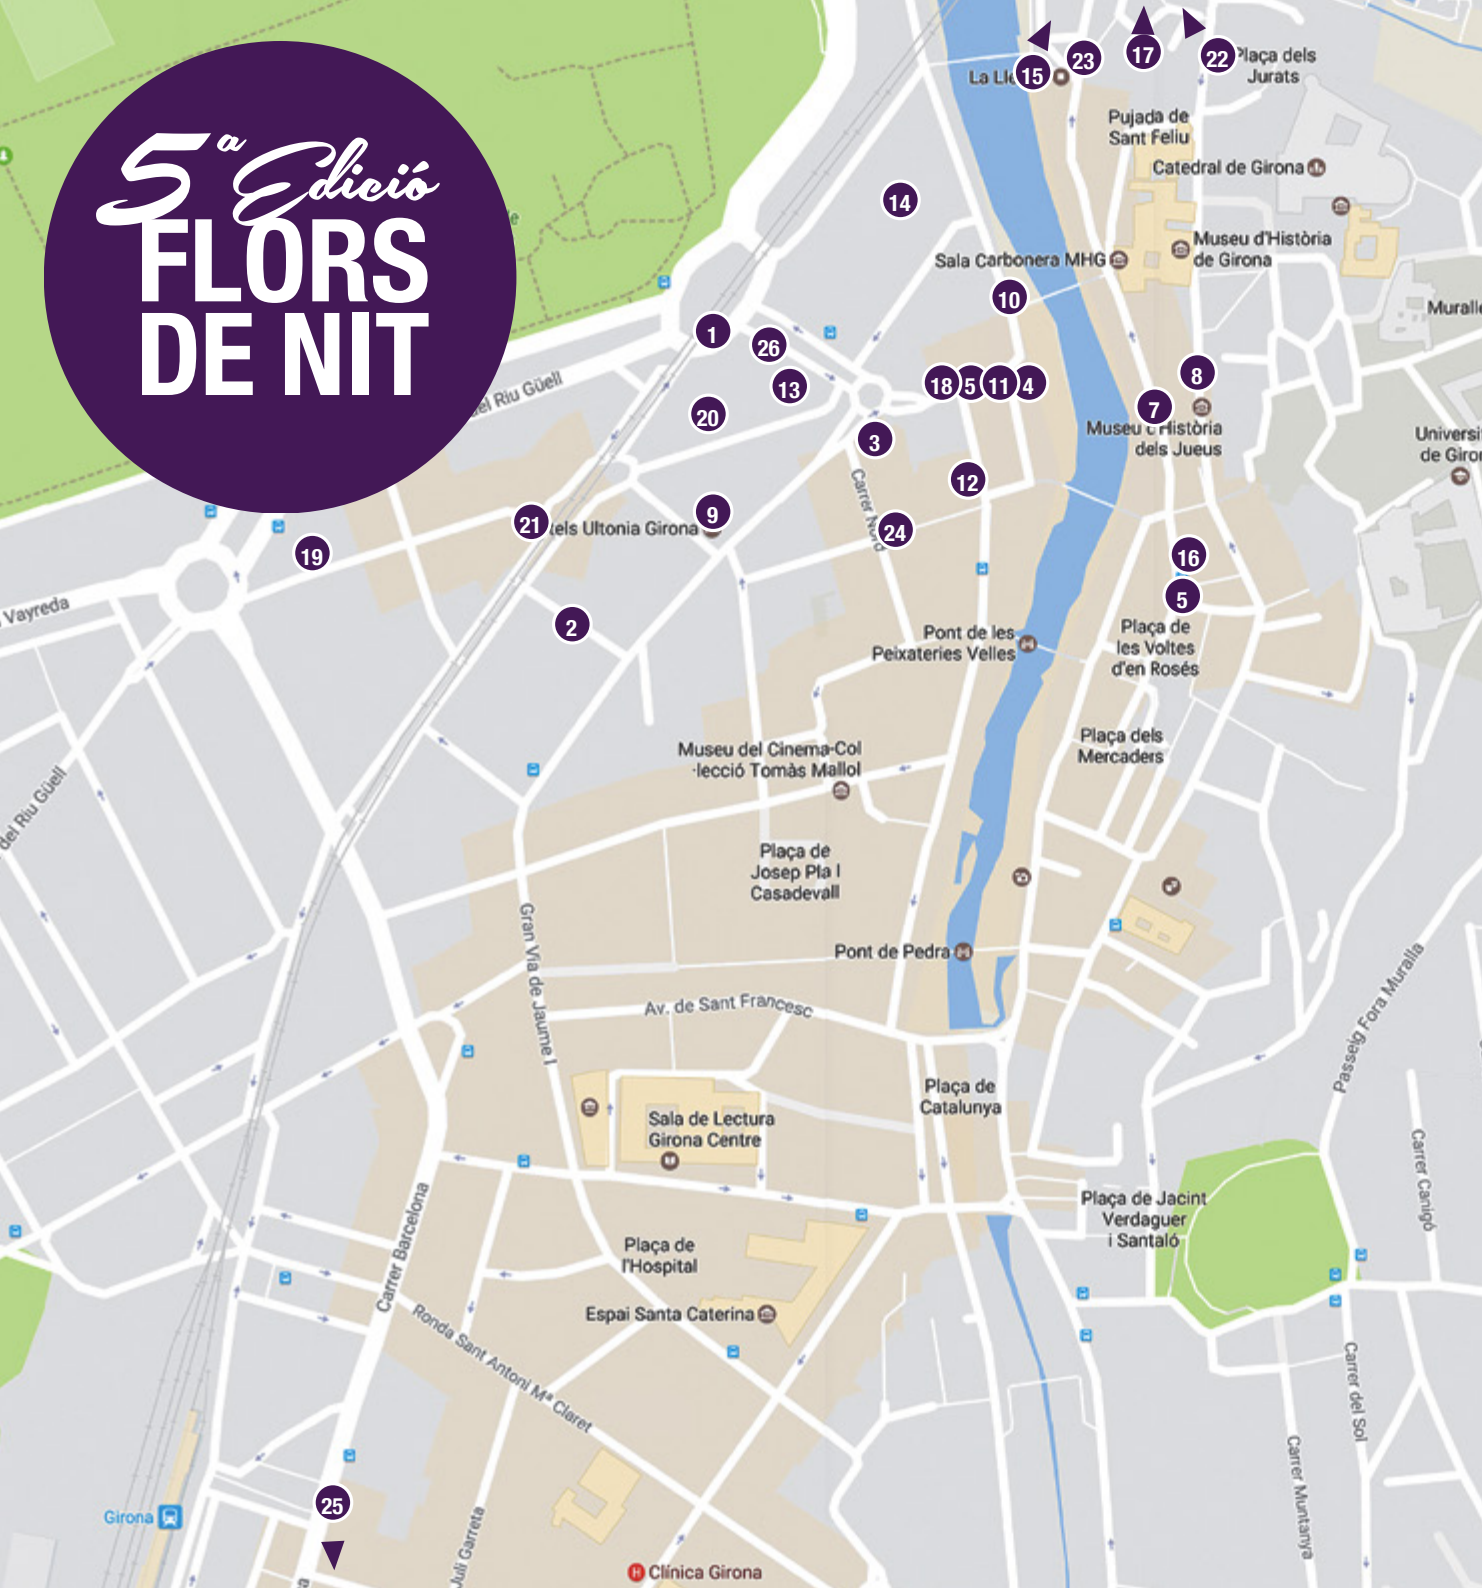 5ª Edició
FLORS
DE NIT
15
23
17
22
Plaça dels
Jurats
Pujada de
Sant Feliu
Catedral de Girona
14
Museu d'Història
de Girona
Sala Carbonera MHG
10
1
26
13
20
del Riu Güell
18
5
11
4
8
7
Museu d'Història
dels Jueus
3
Carrer Nord
12
24
9
21
19
16
5
2
Vayreda
Pont de les
Peixateries Velles
Plaça de
les Voltes
d'en Rosés
Plaça dels
Mercaders
Museu del Cinema-Col
·lecció Tomàs Mallol
del Riu Güell
Plaça de
Josep Pla I
Casadevall
Gran Via de Jaume I
Pont de Pedra
Av. de Sant Francesc
Passeig Fora Muralla
Plaça de
Catalunya
Sala de Lectura
Girona Centre
Carrer Canigó
Plaça de Jacint
Verdaguer
i Santaló
Carrer Barcelona
Plaça de
l'Hospital
Espai Santa Caterina
Ronda Sant Antoni Mª Claret
Carrer del Sol
Carrer Muntanya
25
Girona
Juli Garreta
H Clínica Girona